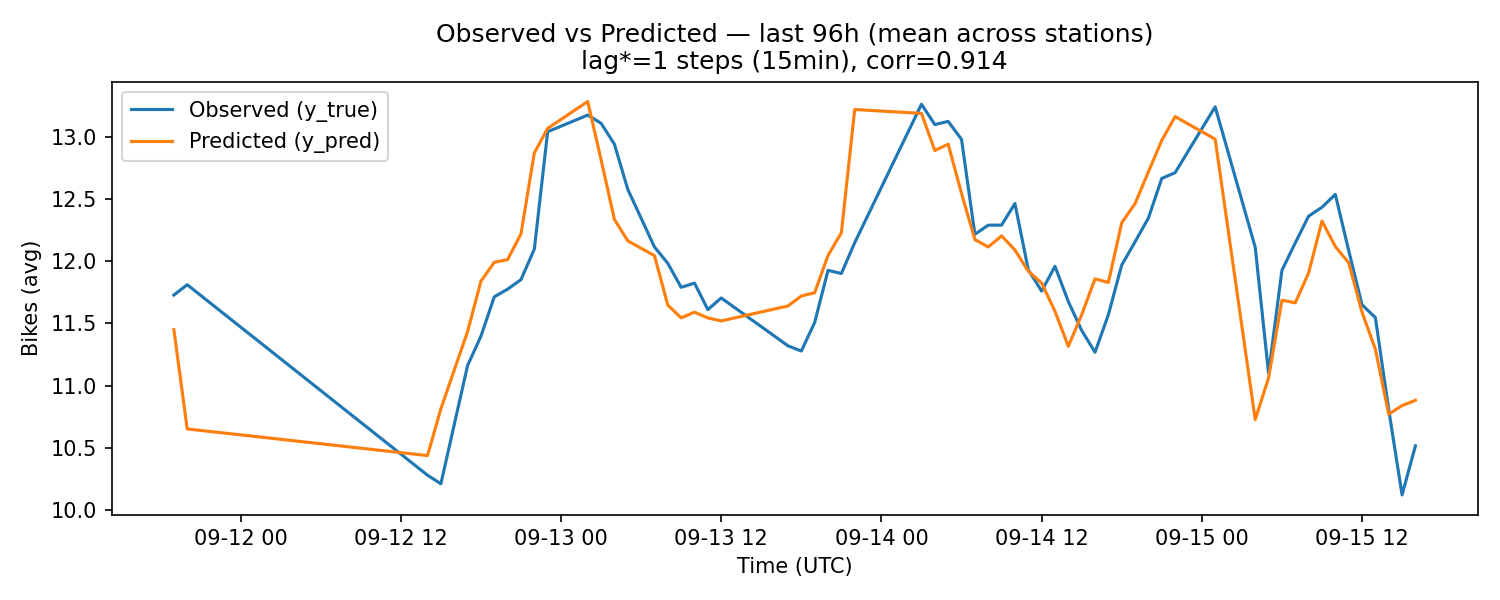 Observed vs Predicted — last 96h (mean across stations)
lag*=1 steps (15min), corr=0.914
Observed (y_true)
Predicted (y_pred)
Bikes (avg)
13.0
12.5
12.0
11.5
11.0
10.5
10.0
09-12 00 09-12 12 09-13 00 09-13 12 09-14 00 09-14 12 09-15 00 09-15 12
Time (UTC)